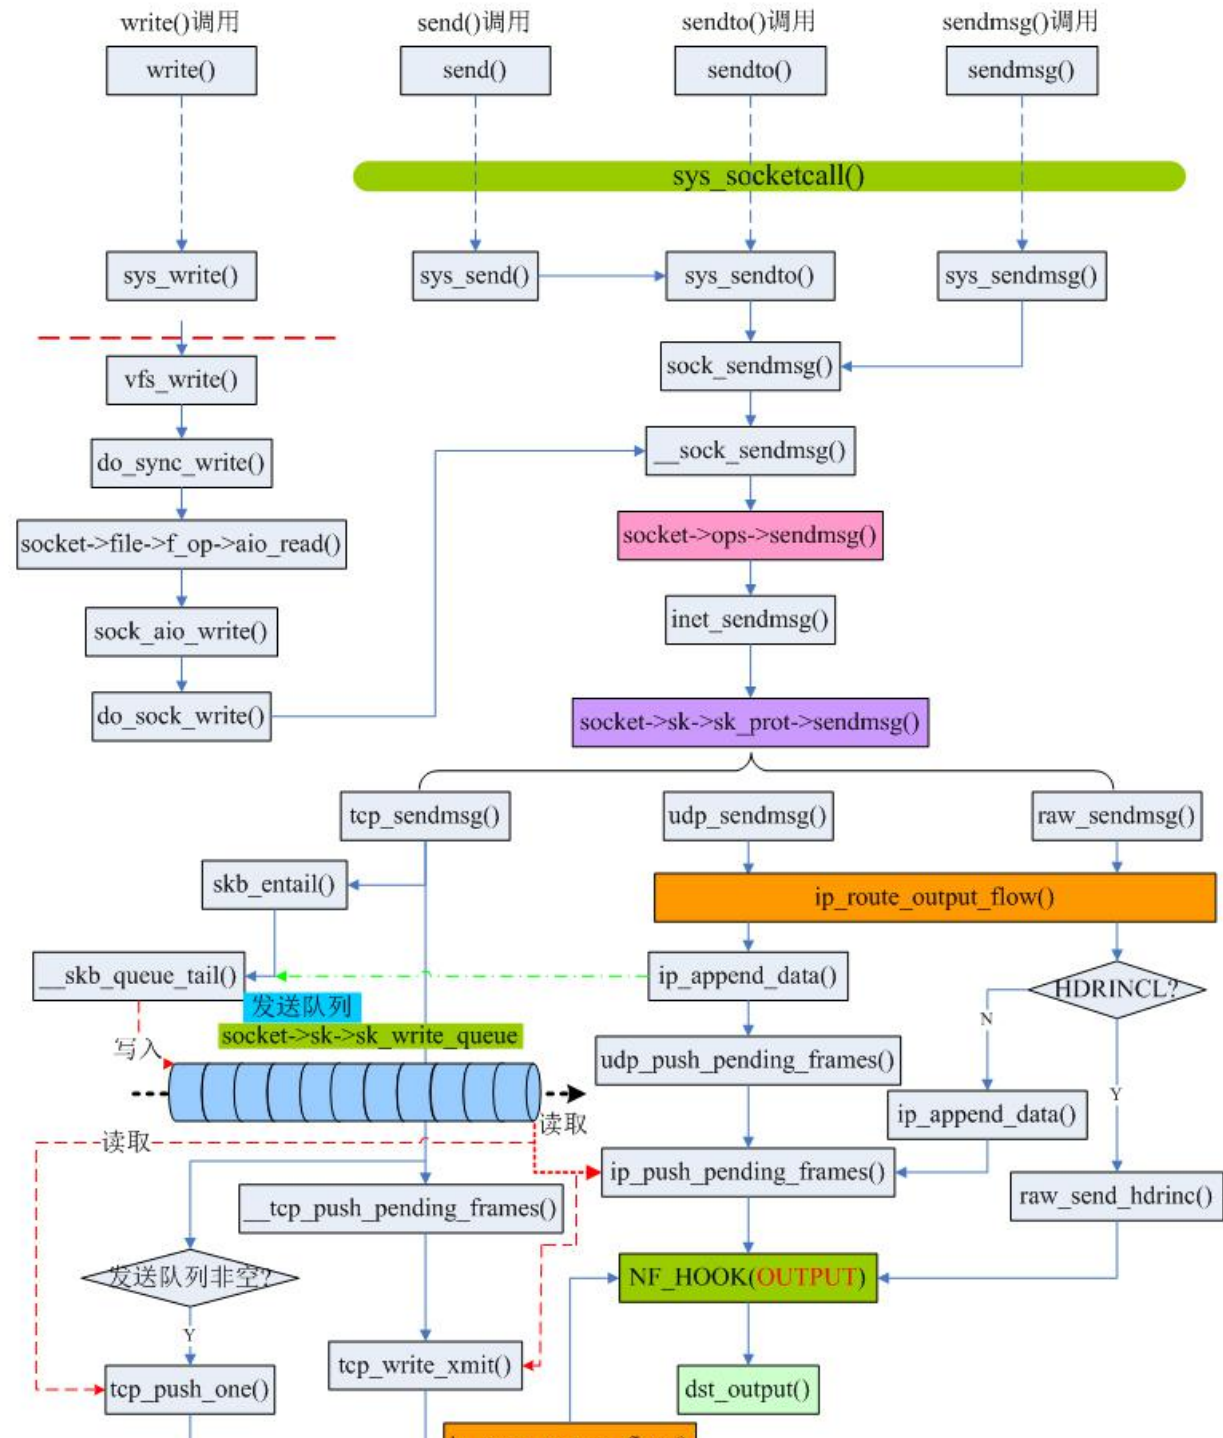 write()调用
send()调用
sendto()调用
sendmsg()调用
write()
send()
sendto()
sendmsg()
sys_socketcall()
sys_write()
sys_send()
sys_sendto()
sys_sendmsg()
vfs_write()
sock_sendmsg()
do_sync_write()
__sock_sendmsg()
socket->file->f_op->aio_read()
socket->ops->sendmsg()
sock_aio_write()
inet_sendmsg()
do_sock_write()
socket->sk->sk_prot->sendmsg()
tcp_sendmsg()
udp_sendmsg()
raw_sendmsg()
skb_entail()
ip_route_output_flow()
__skb_queue_tail()
ip_append_data()
HDRINCL?
发送队列
socket->sk->sk_write_queue
N
写入
udp_push_pending_frames()
Y
ip_append_data()
读取
读取
ip_push_pending_frames()
raw_send_hdrinc()
__tcp_push_pending_frames()
发送队列非空?
NF_HOOK(OUTPUT)
Y
tcp_write_xmit()
tcp_push_one()
dst_output()